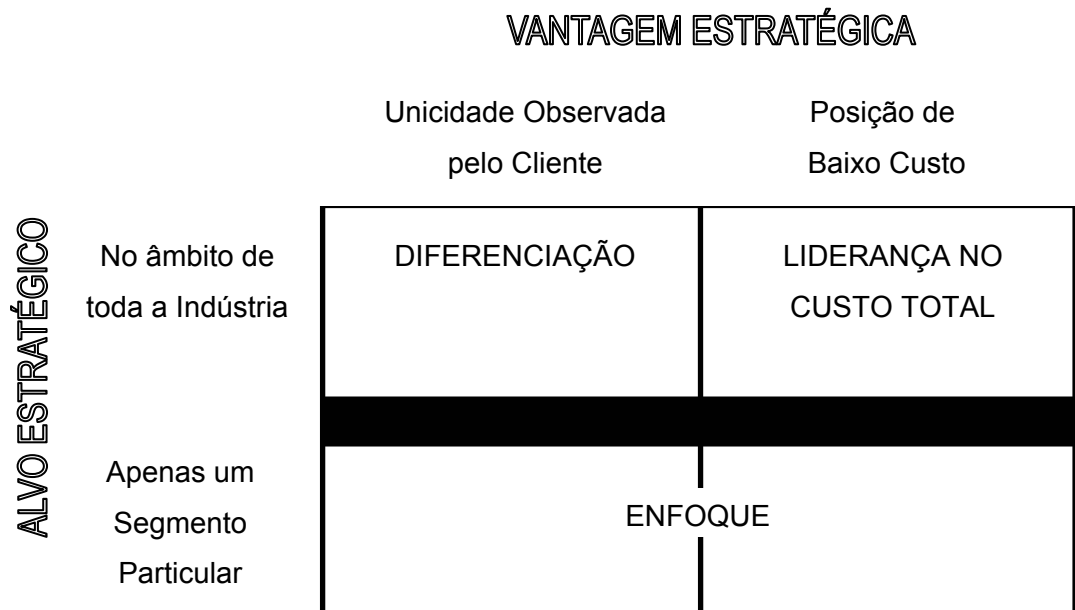 VANTAGEM ESTRATÉGICA
Unicidade Observada
pelo Cliente
Posição de
Baixo Custo
ALVO ESTRATÉGICO
No âmbito de
toda a Indústria
DIFERENCIAÇÃO
LIDERANÇA NO
CUSTO TOTAL
Apenas um
Segmento
Particular
ENFOQUE